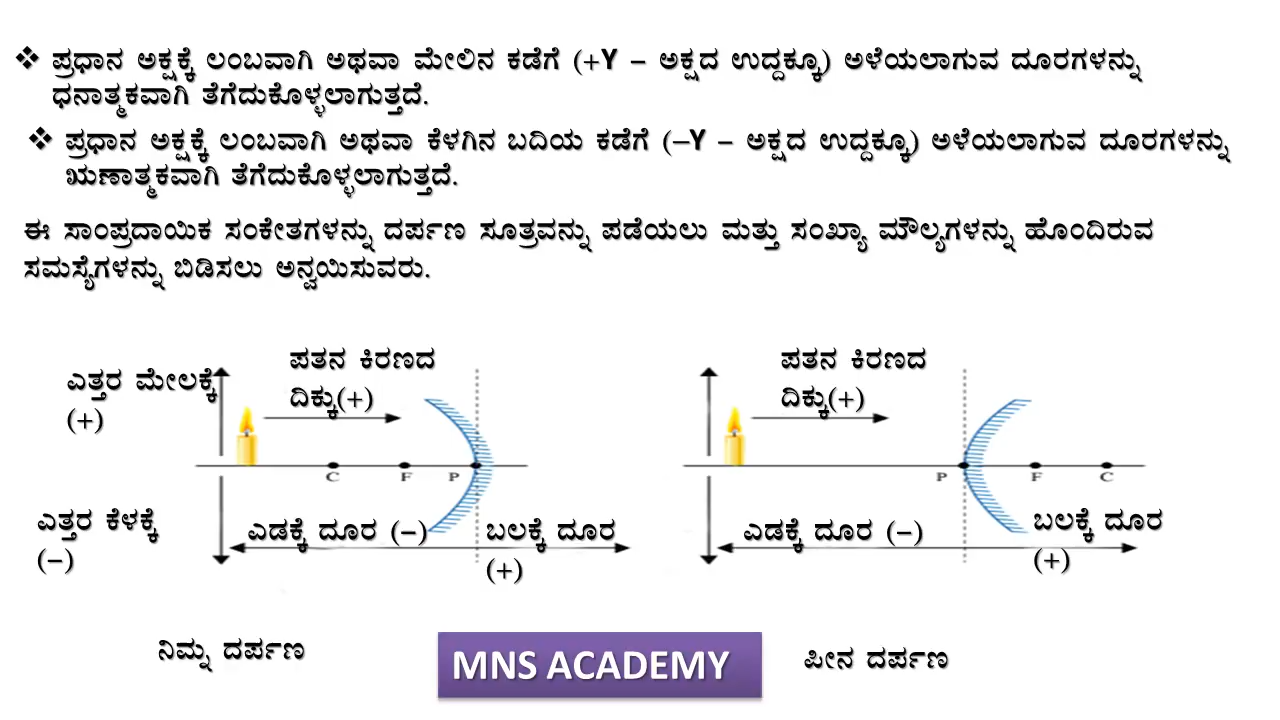 ❖ ಪ್ರಧಾನ ಅಕ್ಷಕ್ಕೆ ಲಂಬವಾಗಿ ಅಥವಾ ಮೇಲಿನ ಕಡೆಗೆ (+Y – ಅಕ್ಷದ ಉದ್ದಕ್ಕೂ) ಅಳೆಯಲಾಗುವ ದೂರಗಳನ್ನು
ಧನಾತ್ಮಕವಾಗಿ ತೆಗೆದುಕೊಳ್ಳಲಾಗುತ್ತದೆ.
❖ ಪ್ರಧಾನ ಅಕ್ಷಕ್ಕೆ ಲಂಬವಾಗಿ ಅಥವಾ ಕೆಳಗಿನ ಬದಿಯ ಕಡೆಗೆ (–Y – ಅಕ್ಷದ ಉದ್ದಕ್ಕೂ) ಅಳೆಯಲಾಗುವ ದೂರಗಳನ್ನು
ಋಣಾತ್ಮಕವಾಗಿ ತೆಗೆದುಕೊಳ್ಳಲಾಗುತ್ತದೆ.
ಈ ಸಾಂಪ್ರದಾಯಿಕ ಸಂಕೇತಗಳನ್ನು ದರ್ಪಣ ಸೂತ್ರವನ್ನು ಪಡೆಯಲು ಮತ್ತು ಸಂಖ್ಯಾ ಮೌಲ್ಯಗಳನ್ನು ಹೊಂದಿರುವ
ಸಮಸ್ಯೆಗಳನ್ನು ಬಿಡಿಸಲು ಅನ್ವಯಿಸುವರು.
ಎತ್ತರ ಮೇಲಕ್ಕೆ
(+)
ಪತನ ಕಿರಣದ
ದಿಕ್ಕು(+)
C F P
ಎತ್ತರ ಕೆಳಕ್ಕೆ
(–)
ಎಡಕ್ಕೆ ದೂರ (–)
ಬಲಕ್ಕೆ ದೂರ
(+)
ಪತನ ಕಿರಣದ
ದಿಕ್ಕು(+)
P F C
ಎಡಕ್ಕೆ ದೂರ (–)
ಬಲಕ್ಕೆ ದೂರ
(+)
ನಿಮ್ನ ದರ್ಪಣ
MNS ACADEMY
ಪೀನ ದರ್ಪಣ